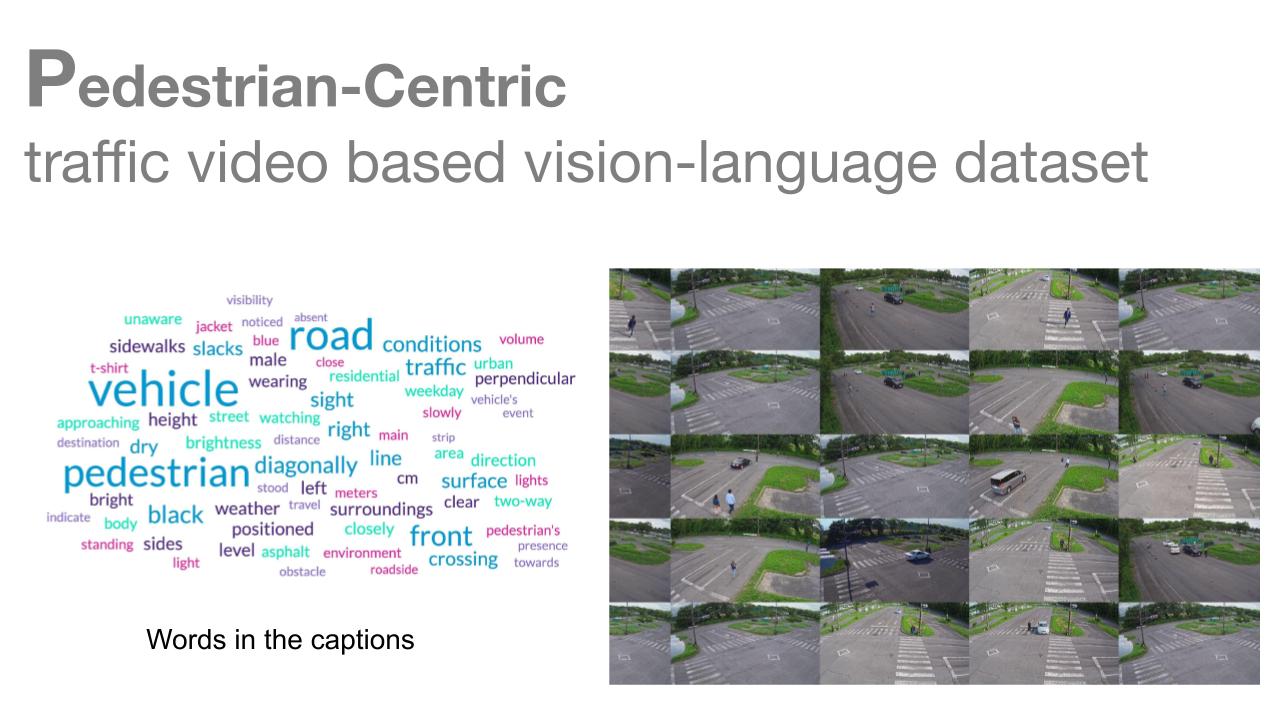 Pedestrian-Centric
traffic video based vision-language dataset
visibility
unaware jacket noticed absent
sidewalks slacks blue road conditions volume
t-shirt male close traffic urban
vehicle wearing residential perpendicular
sight weekday vehicle's
approaching height street watching slowly event
destination dry brightness distance right main strip
pedestrian diagonally line area direction
bright stood left meters cm surface lights
indicate body black weather travel surroundings clear two-way
standing sides positioned closely front pedestrian's
light level asphalt environment crossing presence
obstacle roadside towards
Words in the captions